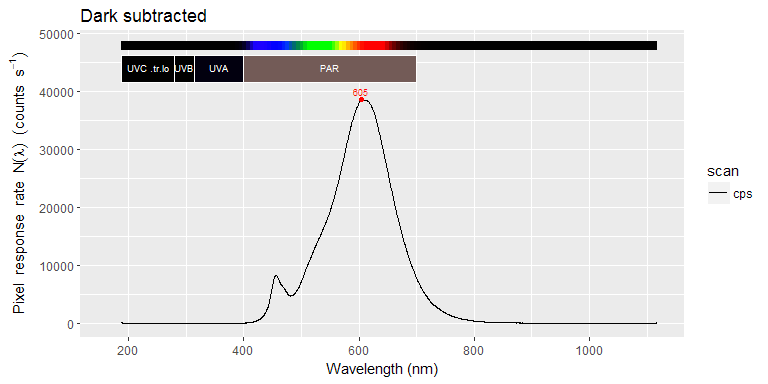 Dark subtracted
50000
40000
30000
20000
10000
0
Pixel response rate N(λ) (counts s⁻¹)
UVC .tr.lo UVB UVA PAR
605
200 400 600 800 1000
Wavelength (nm)
scan
cps